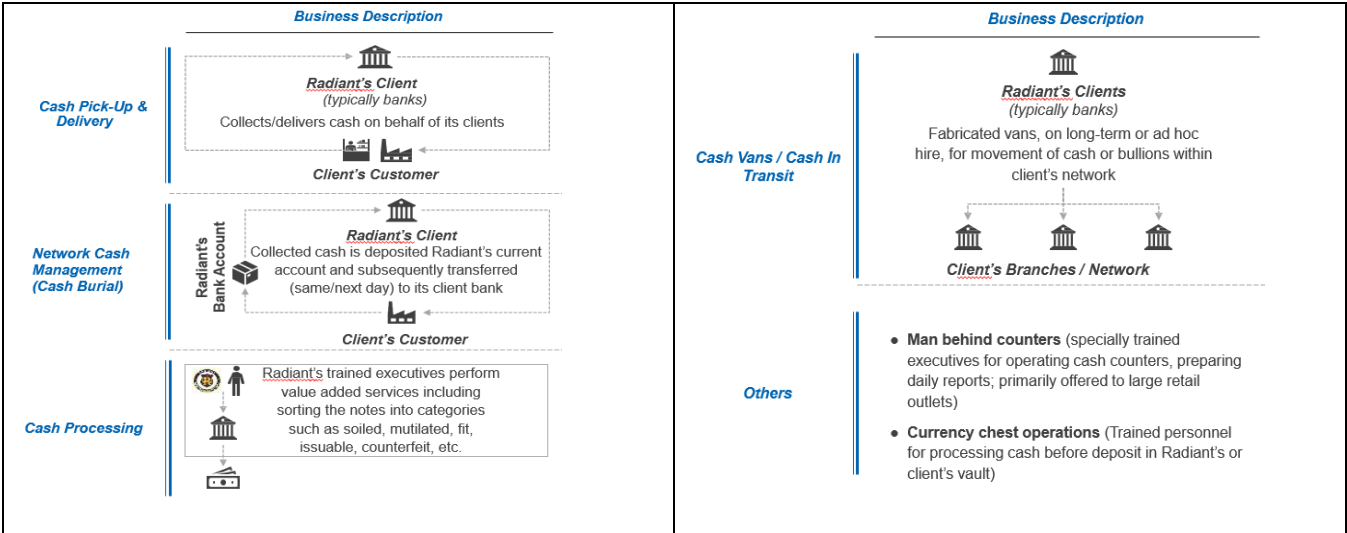 Business Description
Cash Pick-Up &
Delivery
Radiant's Client
(typically banks)
Collects/delivers cash on behalf of its clients
Client's Customer
Network Cash
Management
(Cash Burial)
Radiant's
Bank Account
Radiant's Client
Collected cash is deposited Radiant's current
account and subsequently transferred
(same/next day) to its client bank
Client's Customer
Cash Processing
Radiant's trained executives perform
value added services including
sorting the notes into categories
such as soiled, mutilated, fit,
issuable, counterfeit, etc.
Business Description
Cash Vans / Cash In
Transit
Radiant's Clients
(typically banks)
Fabricated vans, on long-term or ad hoc
hire, for movement of cash or bullions within
client's network
Client's Branches / Network
Others
● Man behind counters (specially trained
executives for operating cash counters, preparing
daily reports; primarily offered to large retail
outlets)
● Currency chest operations (Trained personnel
for processing cash before deposit in Radiant's or
client's vault)